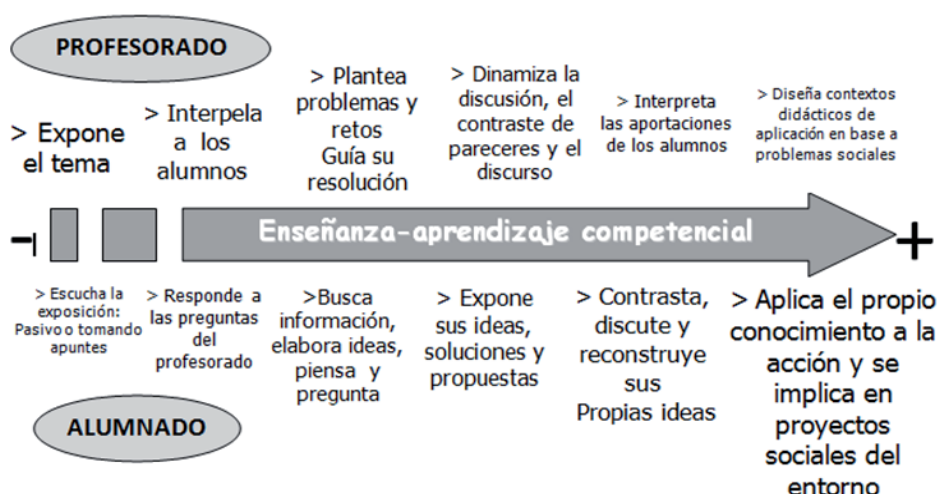 PROFESORADO
> Expone
el tema
> Interpela
a los
alumnos
> Plantea
problemas y
retos
Guía su
resolución
> Dinamiza la
discusión, el
contraste de
pareceres y el
discurso
> Interpreta
las aportaciones
de los alumnos
> Diseña contextos
didácticos de
aplicación en base a
problemas sociales
Enseñanza-aprendizaje competencial
+
> Escucha la
exposición:
Pasivo o tomando
apuntes
> Responde a
las preguntas
del
profesorado
>Busca
información,
elabora ideas,
piensa y
pregunta
> Expone
sus ideas,
soluciones y
propuestas
> Contrasta,
discute y
reconstruye
sus
Propias ideas
> Aplica el propio
conocimiento a la
acción y se
implica en
proyectos
sociales del
entorno
ALUMNADO